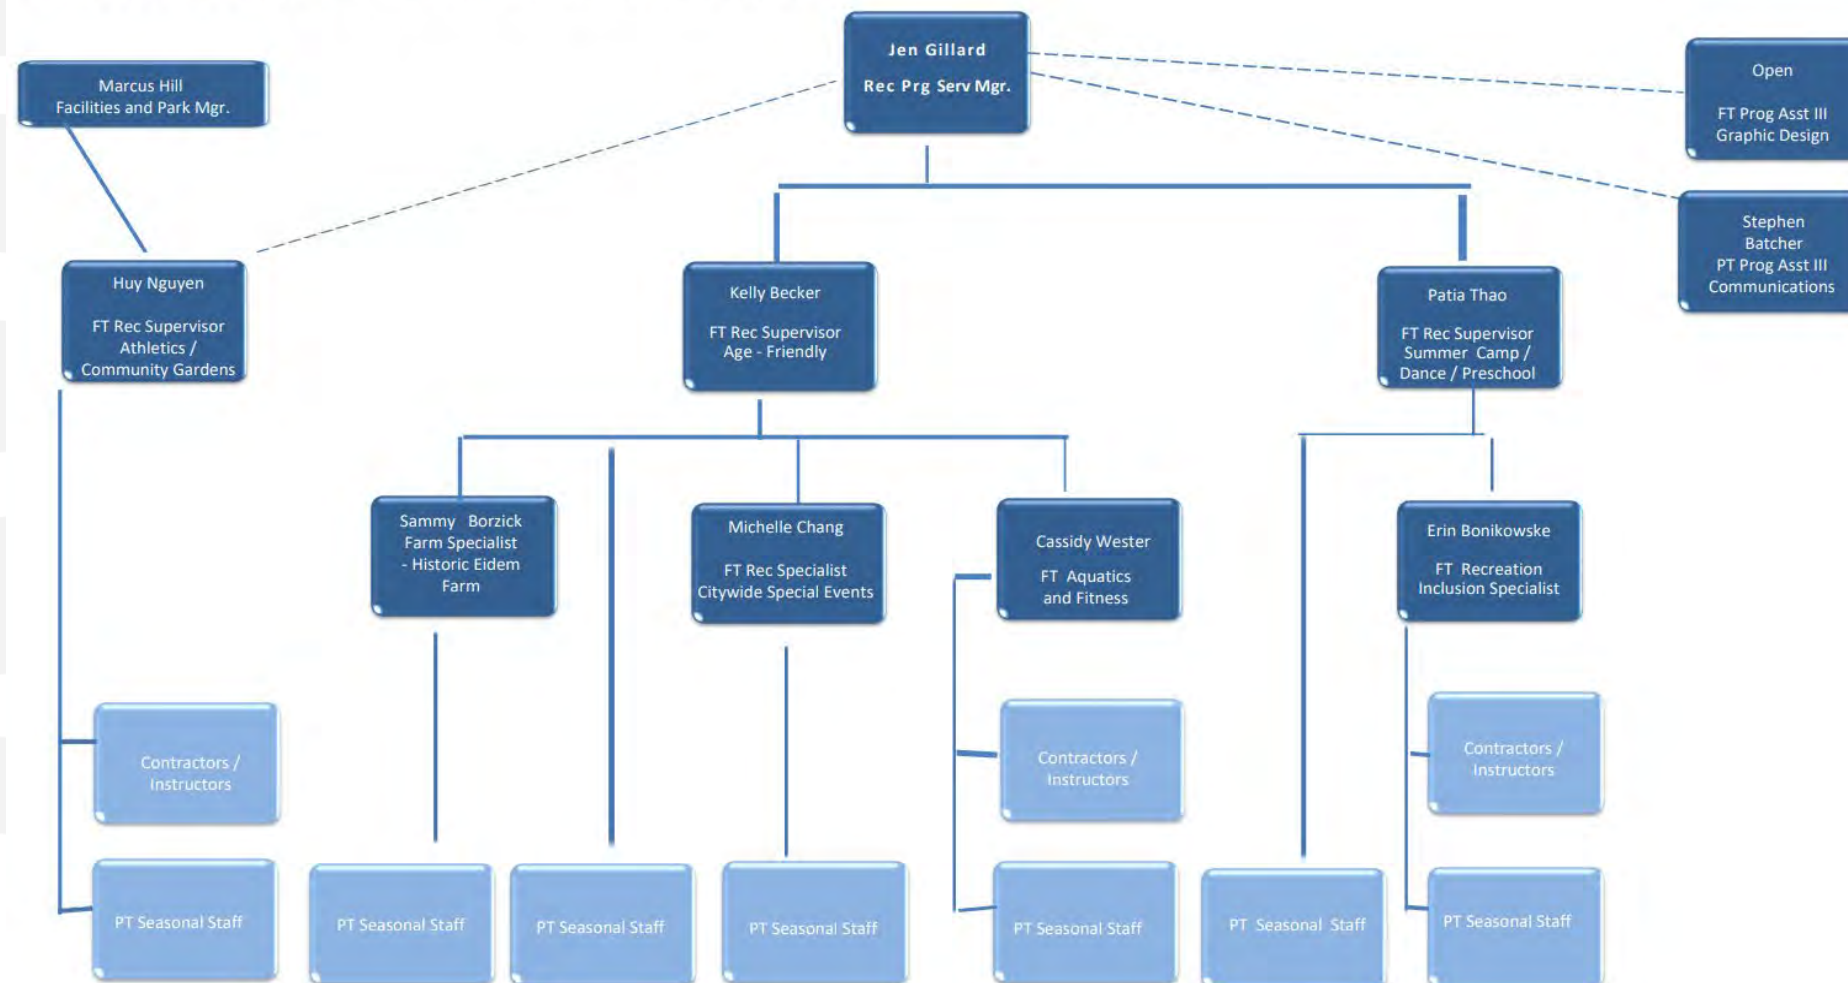 Jen Gillard
Rec Prg Serv Mgr.
Marcus Hill
Facilities and Park Mgr.
Open
FT Prog Asst III
Graphic Design
Stephen
Batcher
PT Prog Asst III
Communications
Huy Nguyen
FT Rec Supervisor
Athletics /
Community Gardens
Kelly Becker
FT Rec Supervisor
Age - Friendly
Patia Thao
FT Rec Supervisor
Summer Camp /
Dance / Preschool
Sammy Borzick
Farm Specialist
- Historic Eidem
Farm
Michelle Chang
FT Rec Specialist
Citywide Special Events
Cassidy Wester
FT Aquatics
and Fitness
Erin Bonikowske
FT Recreation
Inclusion Specialist
Contractors /
Instructors
Contractors /
Instructors
Contractors /
Instructors
PT Seasonal Staff
PT Seasonal Staff
PT Seasonal Staff
PT Seasonal Staff
PT Seasonal Staff
PT Seasonal Staff
PT Seasonal Staff